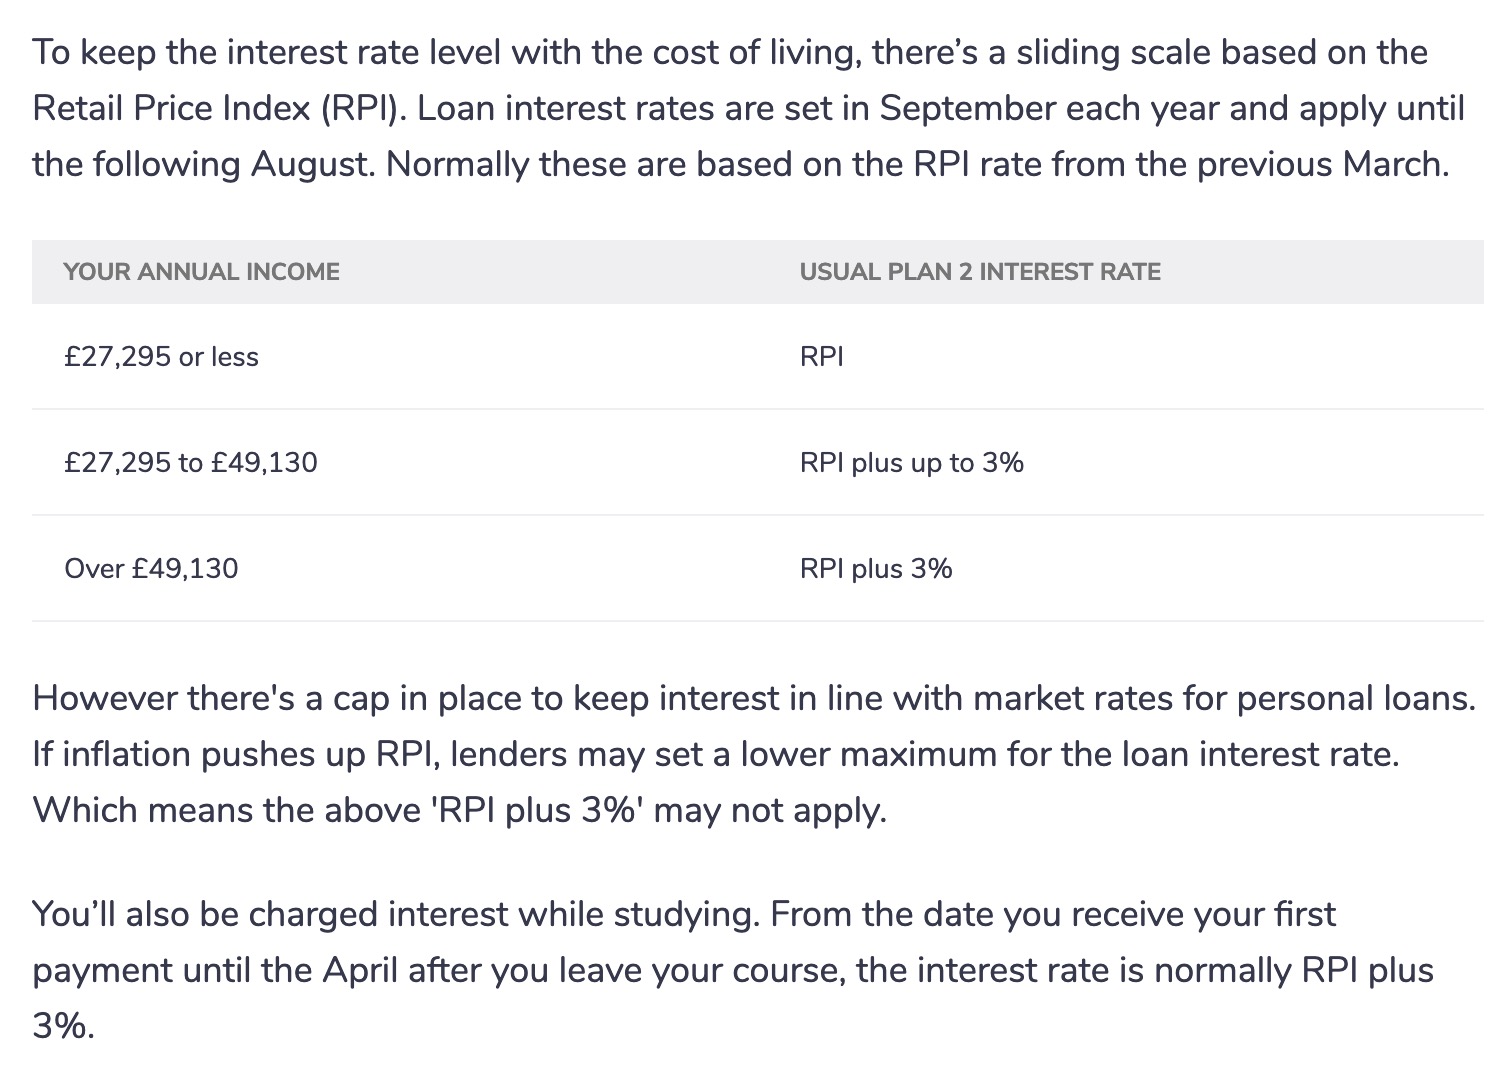 To keep the interest rate level with the cost of living, there’s a sliding scale based on the
Retail Price Index (RPI). Loan interest rates are set in September each year and apply until
the following August. Normally these are based on the RPI rate from the previous March.
YOUR ANNUAL INCOME USUAL PLAN 2 INTEREST RATE
£27,295 or less RPI
£27,295 to £49,130 RPI plus up to 3%
Over £49,130 RPI plus 3%
However there's a cap in place to keep interest in line with market rates for personal loans.
If inflation pushes up RPI, lenders may set a lower maximum for the loan interest rate.
Which means the above 'RPI plus 3%' may not apply.
You’ll also be charged interest while studying. From the date you receive your first
payment until the April after you leave your course, the interest rate is normally RPI plus
3%.